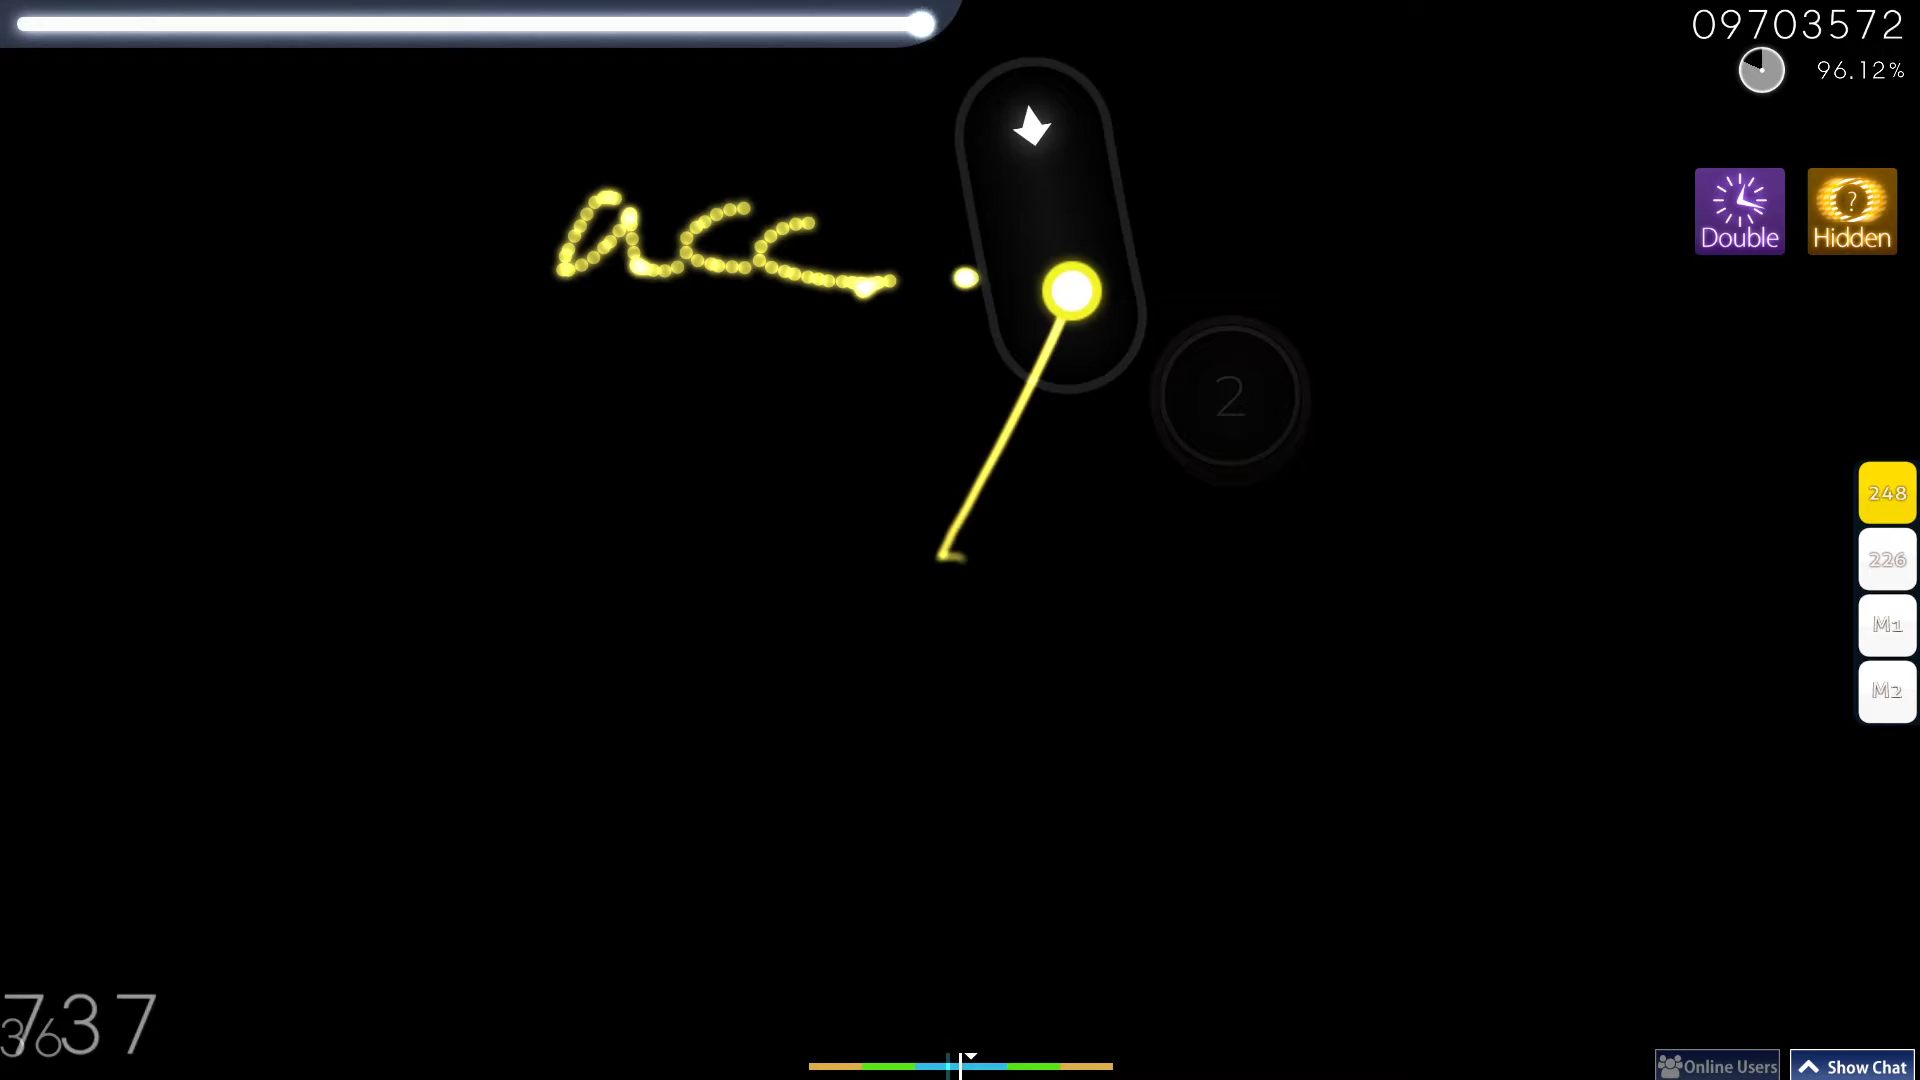 09703572
96.12%
acc
Double
Hidden
2
248
226
M1
M2
737
Online Users
Show Chat